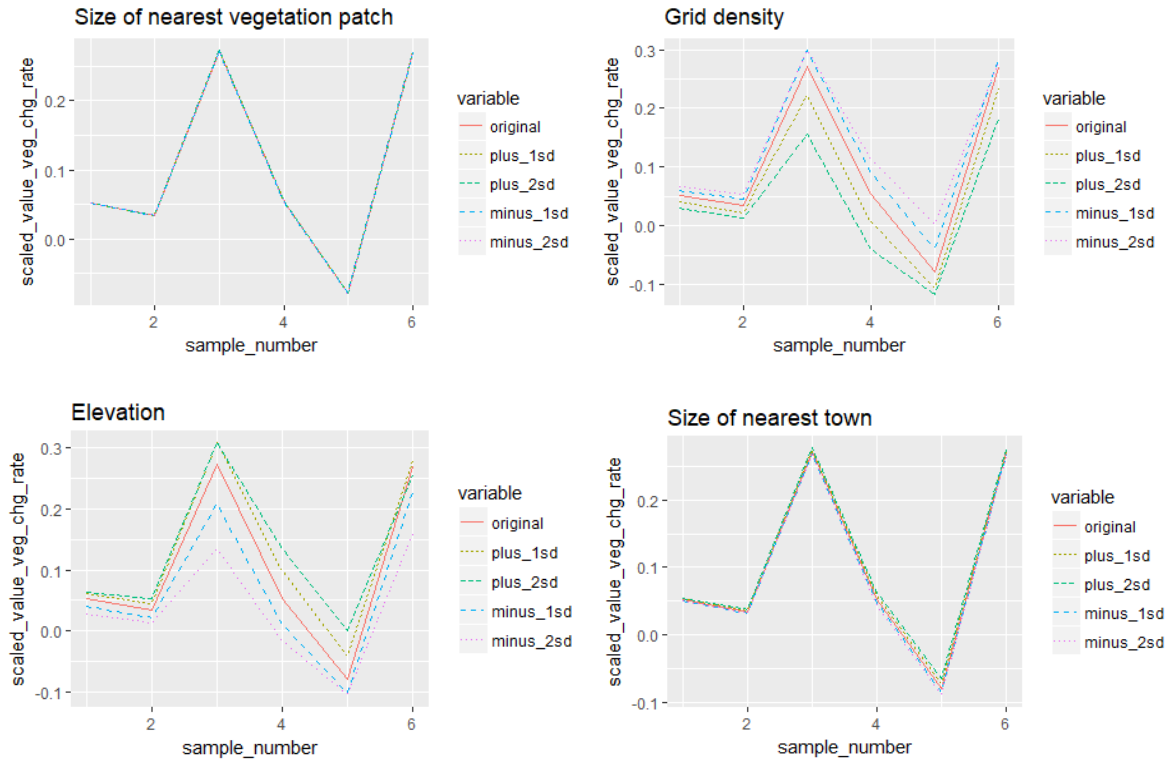 Size of nearest vegetation patch
scaled_value_veg_chg_rate
0.2
0.1
0.0
2
4
6
sample_number
variable
original
plus_1sd
plus_2sd
minus_1sd
minus_2sd
Grid density
scaled_value_veg_chg_rate
0.3
0.2
0.1
0.0
-0.1
2
4
6
sample_number
variable
original
plus_1sd
plus_2sd
minus_1sd
minus_2sd
Elevation
scaled_value_veg_chg_rate
0.3
0.2
0.1
0.0
-0.1
2
4
6
sample_number
variable
original
plus_1sd
plus_2sd
minus_1sd
minus_2sd
Size of nearest town
scaled_value_veg_chg_rate
0.2
0.1
0.0
-0.1
2
4
6
sample_number
variable
original
plus_1sd
plus_2sd
minus_1sd
minus_2sd